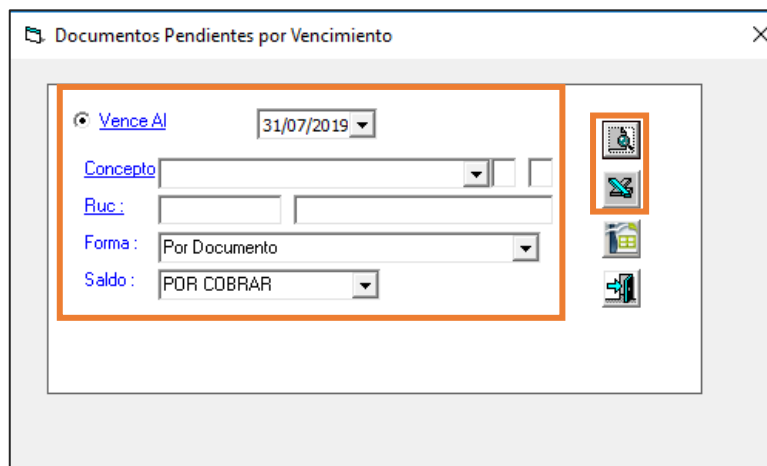 Documentos Pendientes por Vencimiento
Vence Al 31/07/2019
Concepto
Ruc :
Forma : Por Documento
Saldo : POR COBRAR